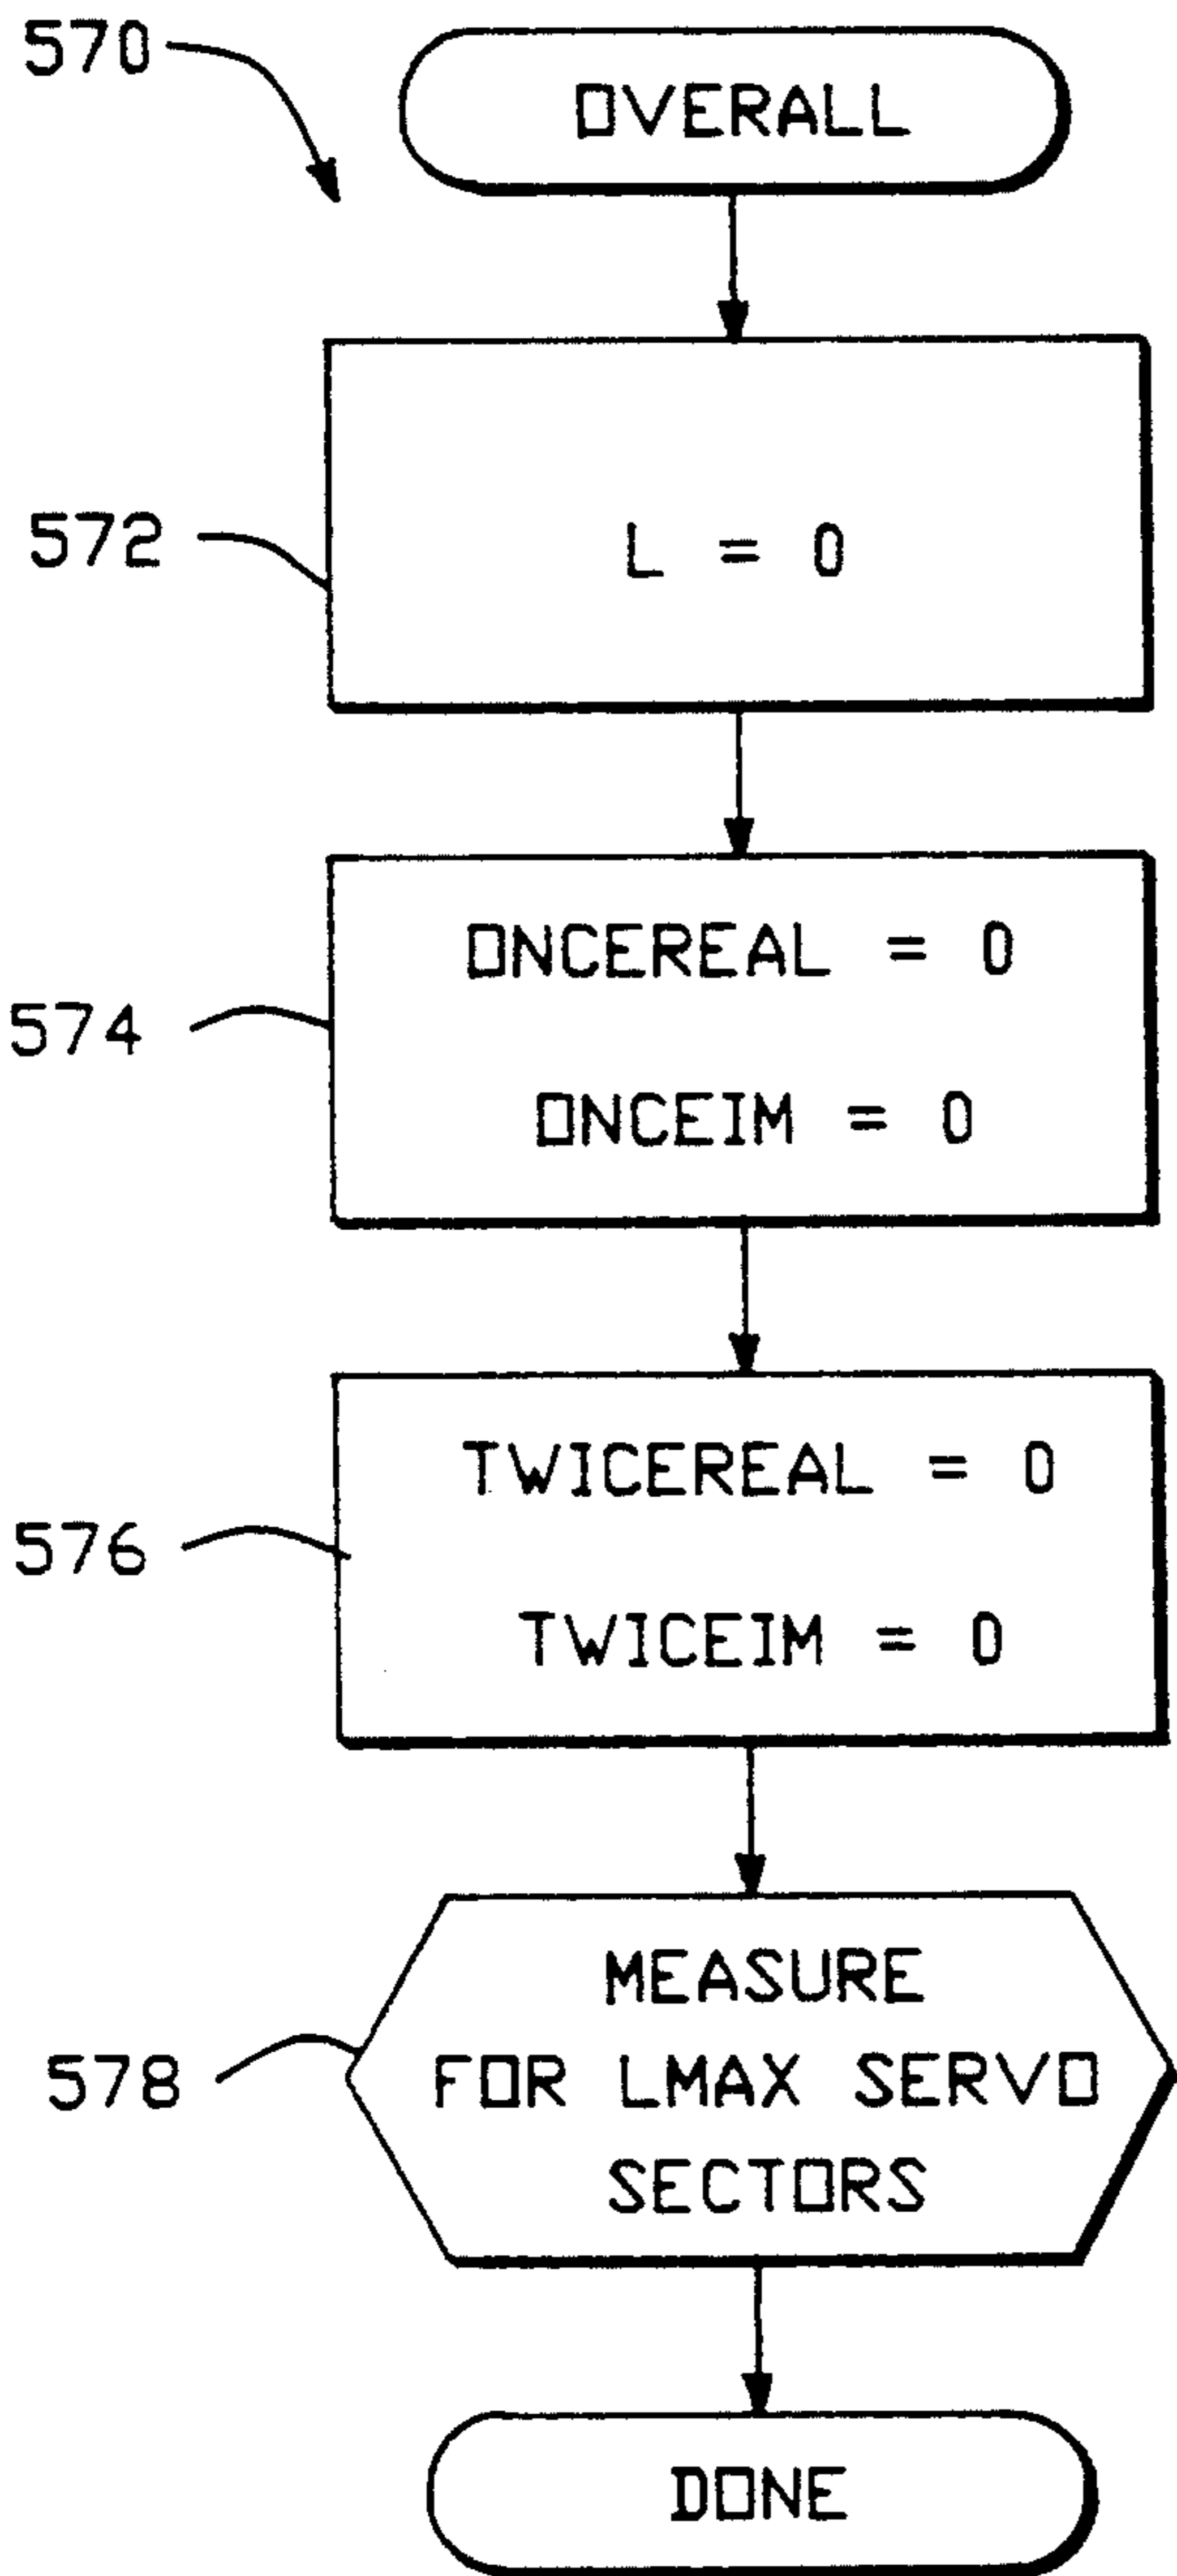 570
OVERALL
572
L = 0
574
ONCEREAL = 0
ONCEIM = 0
576
TWICEREAL = 0
TWICEIM = 0
578
MEASURE
FOR LMAX SERVO
SECTORS
DONE